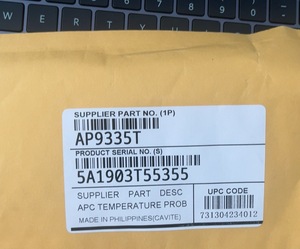 SUPPLIER PART NO. (1P)
AP9335T
PRODUCT SERIAL NO. (S)
5A1903T55355
SUPPLIER PART DESC
APC TEMPERATURE PROB
MADE IN PHILIPPINES(CAVITE)
UPC CODE
731304234012